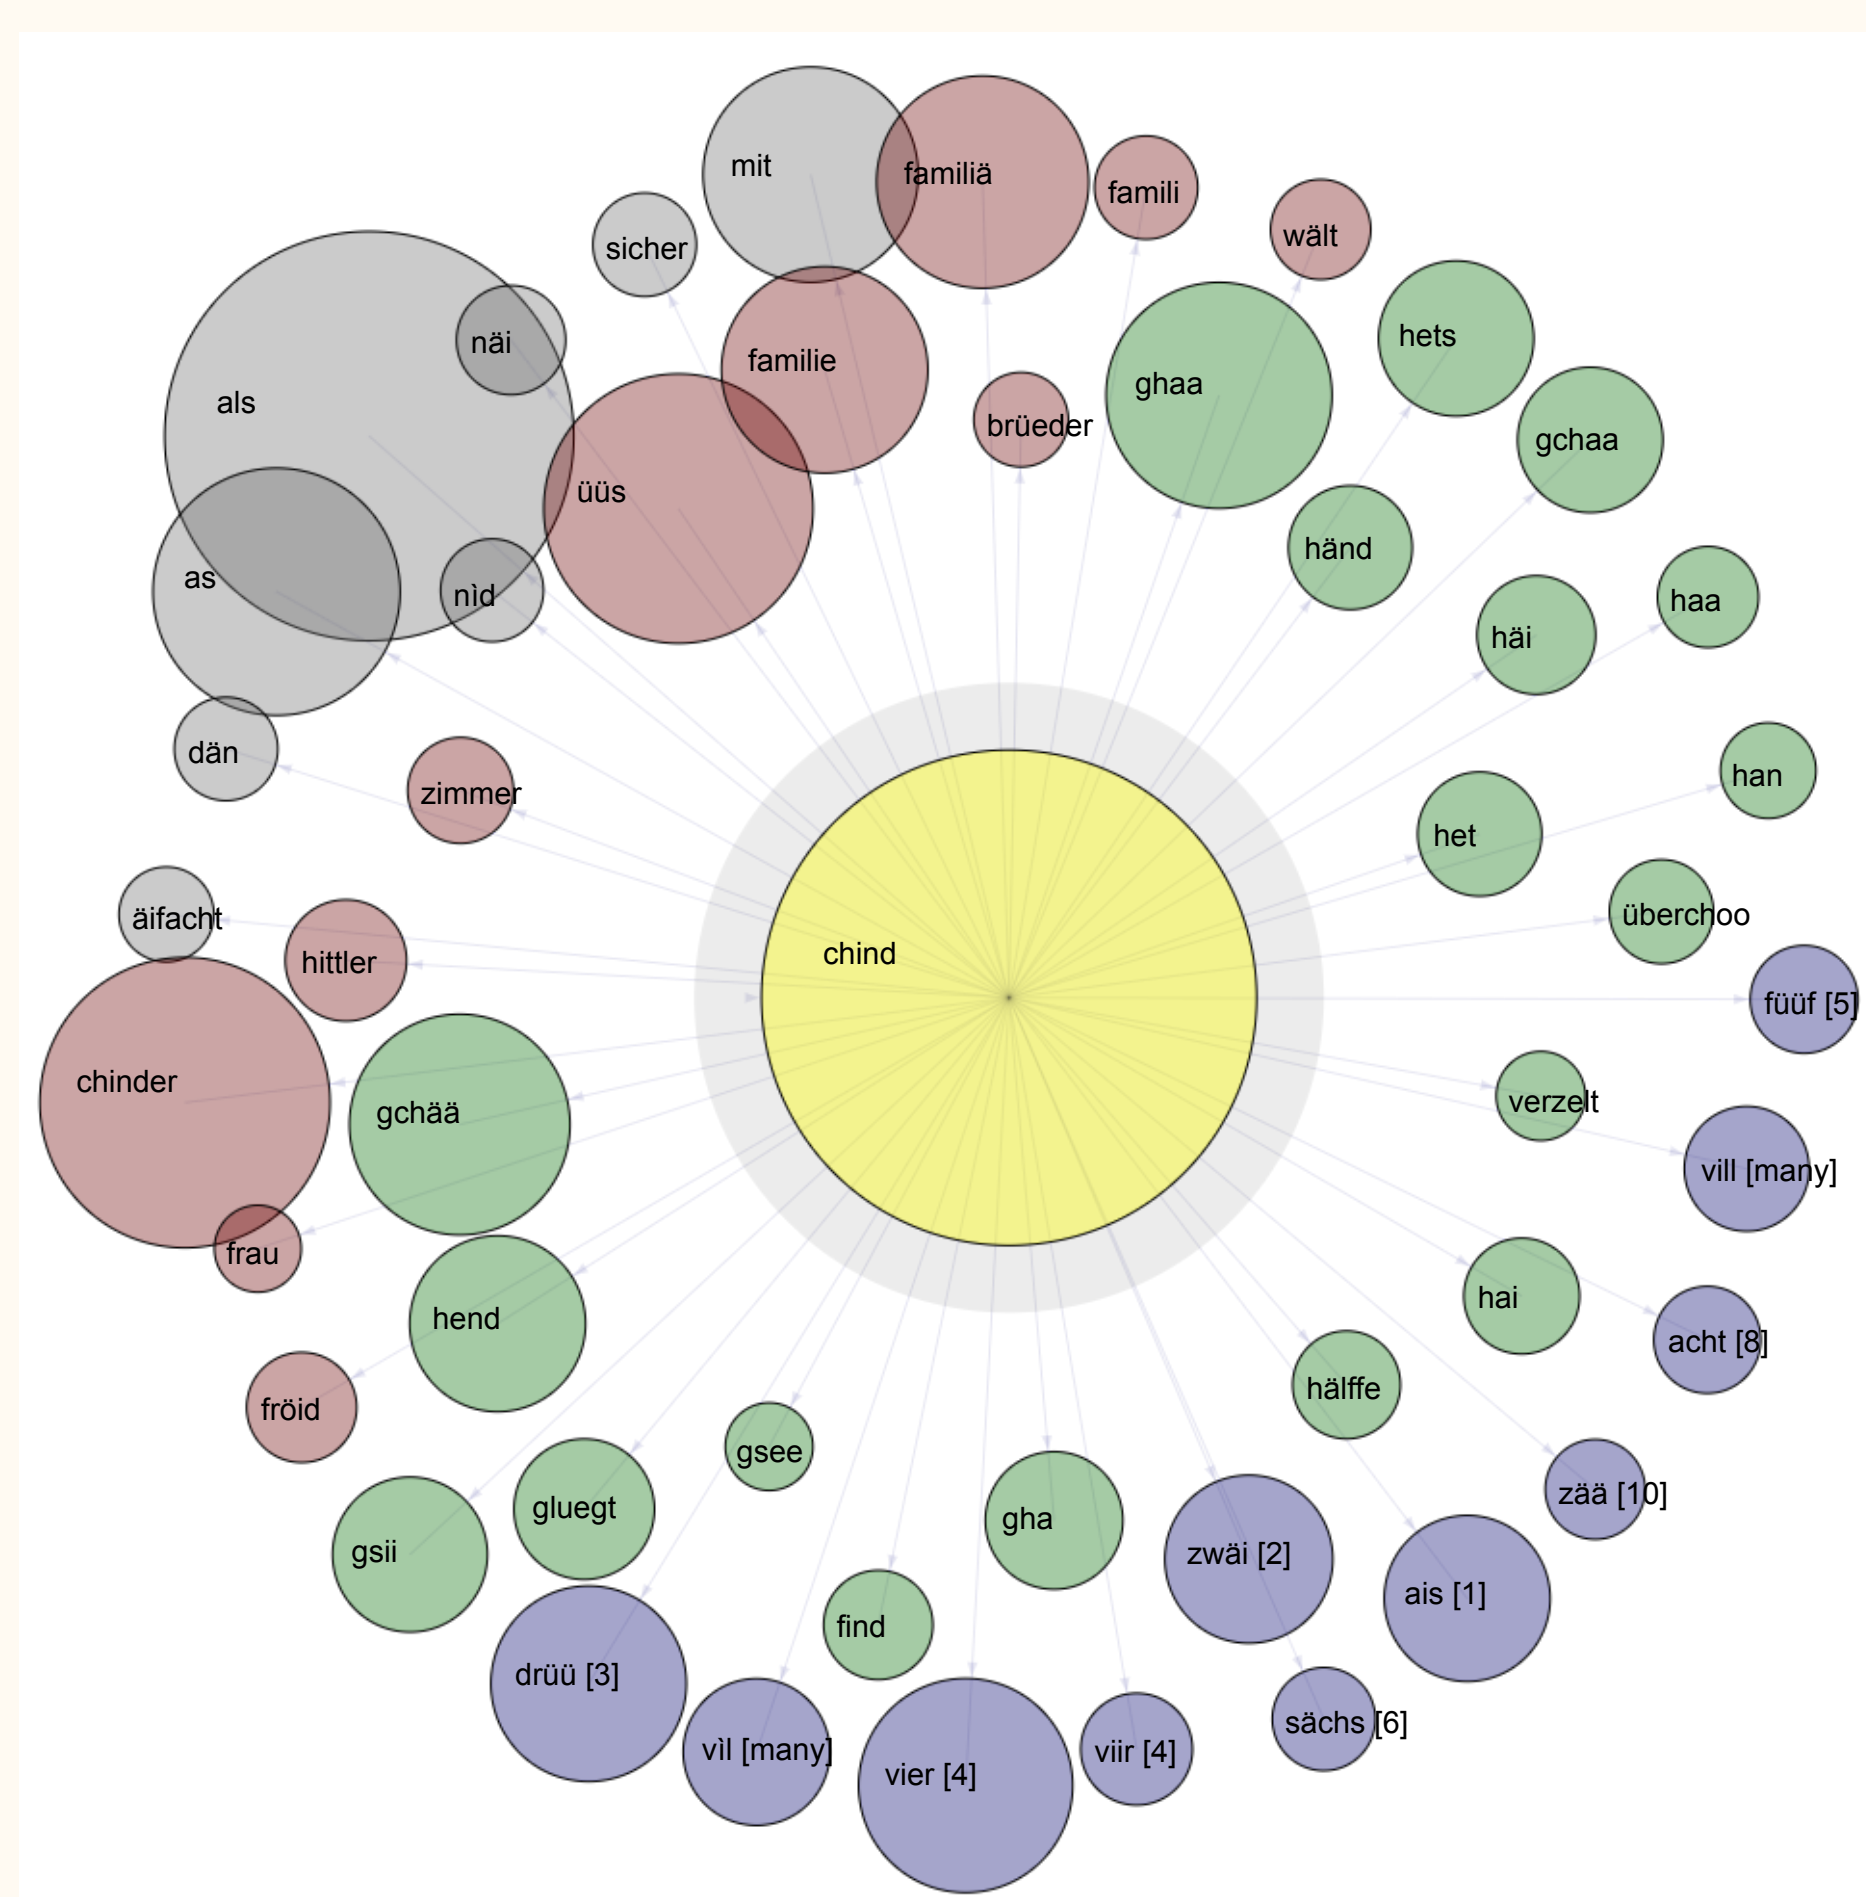 mit
familiä
famili
sicher
wält
hets
näi
familie
ghaa
als
brüeder
gchaa
üüs
händ
as
nìd
haa
häi
dän
zimmer
han
het
äifacht
überchoo
hittler
chind
füüf [5]
chinder
gchää
verzelt
vill [many]
frau
hend
hai
acht [8]
fröid
hälffe
gsee
gluegt
gha
zää [10]
gsii
zwäi [2]
ais [1]
find
drüü [3]
sächs [6]
vìl [many]
viir [4]
vier [4]